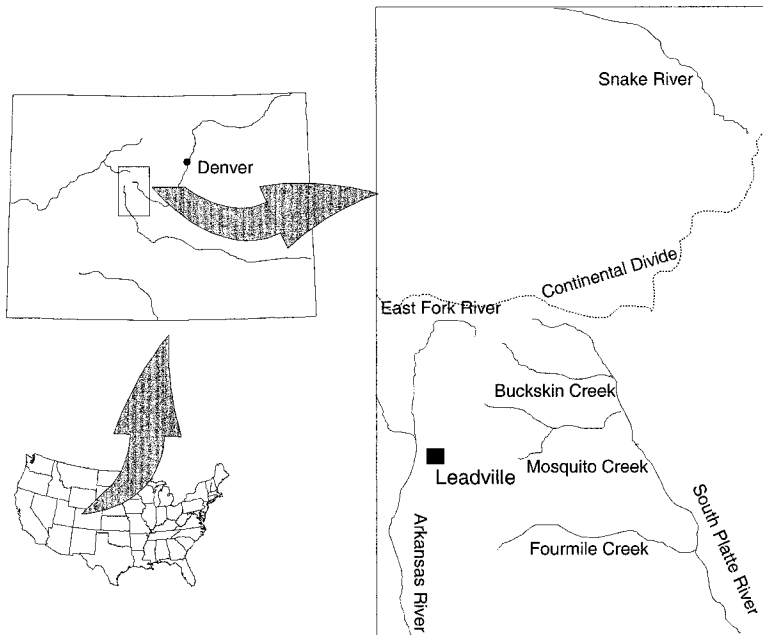 Snake River
Denver
Continental Divide
East Fork River
Buckskin Creek
Leadville
Mosquito Creek
Arkansas River
Fourmile Creek
South Platte River